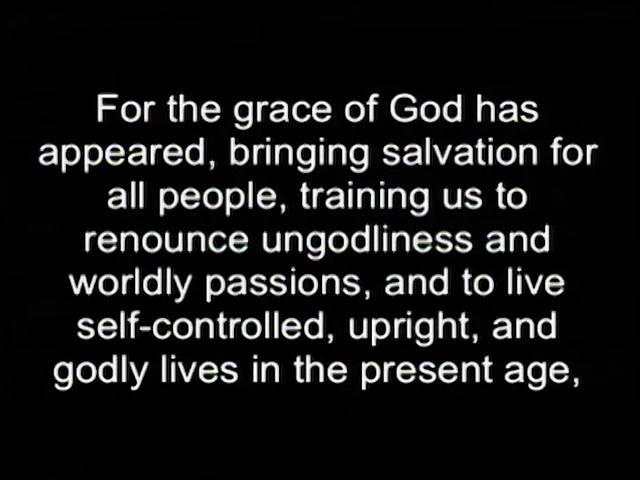 For the grace of God has
appeared, bringing salvation for
all people, training us to
renounce ungodliness and
worldly passions, and to live
self-controlled, upright, and
godly lives in the present age,